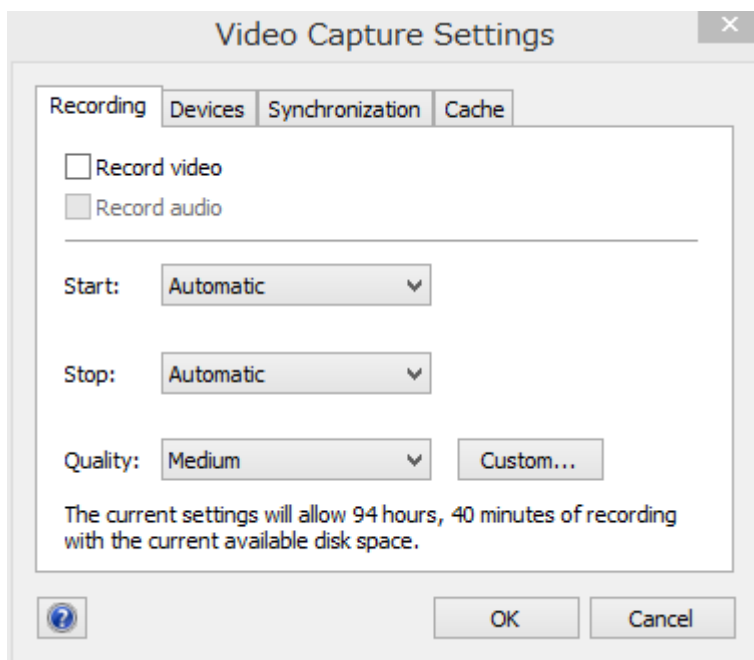 Video Capture Settings
Recording Devices Synchronization Cache
Record video
Record audio
Start: Automatic
Stop: Automatic
Quality: Medium Custom...
The current settings will allow 94 hours, 40 minutes of recording
with the current available disk space.
OK Cancel